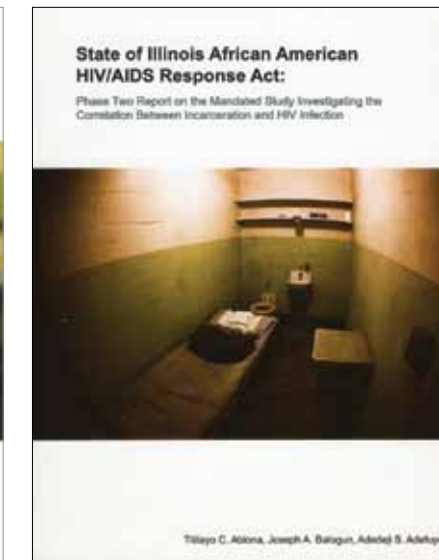 State of Illinois African American
HIV/AIDS Response Act:
Phase Two Report on the Mandated Study Investigating the
Correlation Between Incarceration and HIV Infection
Titilayo C. Abiona, Joseph A. Balogun, Adedeji S. Adefuye